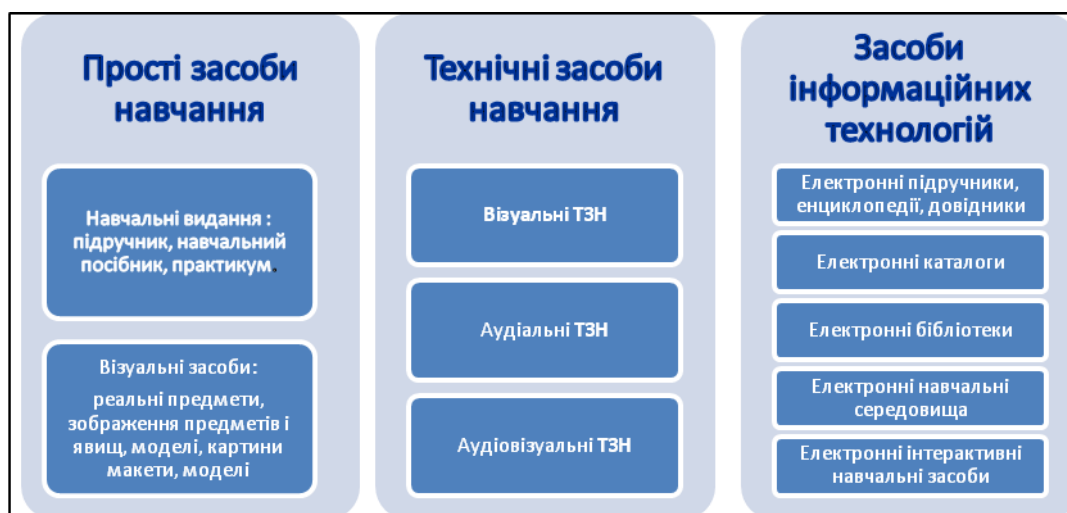 Прості засоби
навчання
Навчальні видання :
підручник, навчальний
посібник, практикум.
Візуальні засоби:
реальні предмети,
зображення предметів і
явищ, моделі, картини
макети, моделі
Технічні засоби
навчання
Візуальні ТЗН
Аудіальні ТЗН
Аудіовізуальні ТЗН
Засоби
інформаційних
технологій
Електронні підручники,
енциклопедії, довідники
Електронні каталоги
Електронні бібліотеки
Електронні навчальні
середовища
Електронні інтерактивні
навчальні засоби